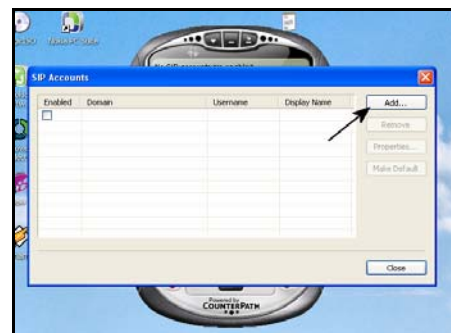 SIP Accounts
Enabled Domain Username Display Name
Add...
Remove
Properties...
Make Default
Close
Powered by
COUNTERPATH